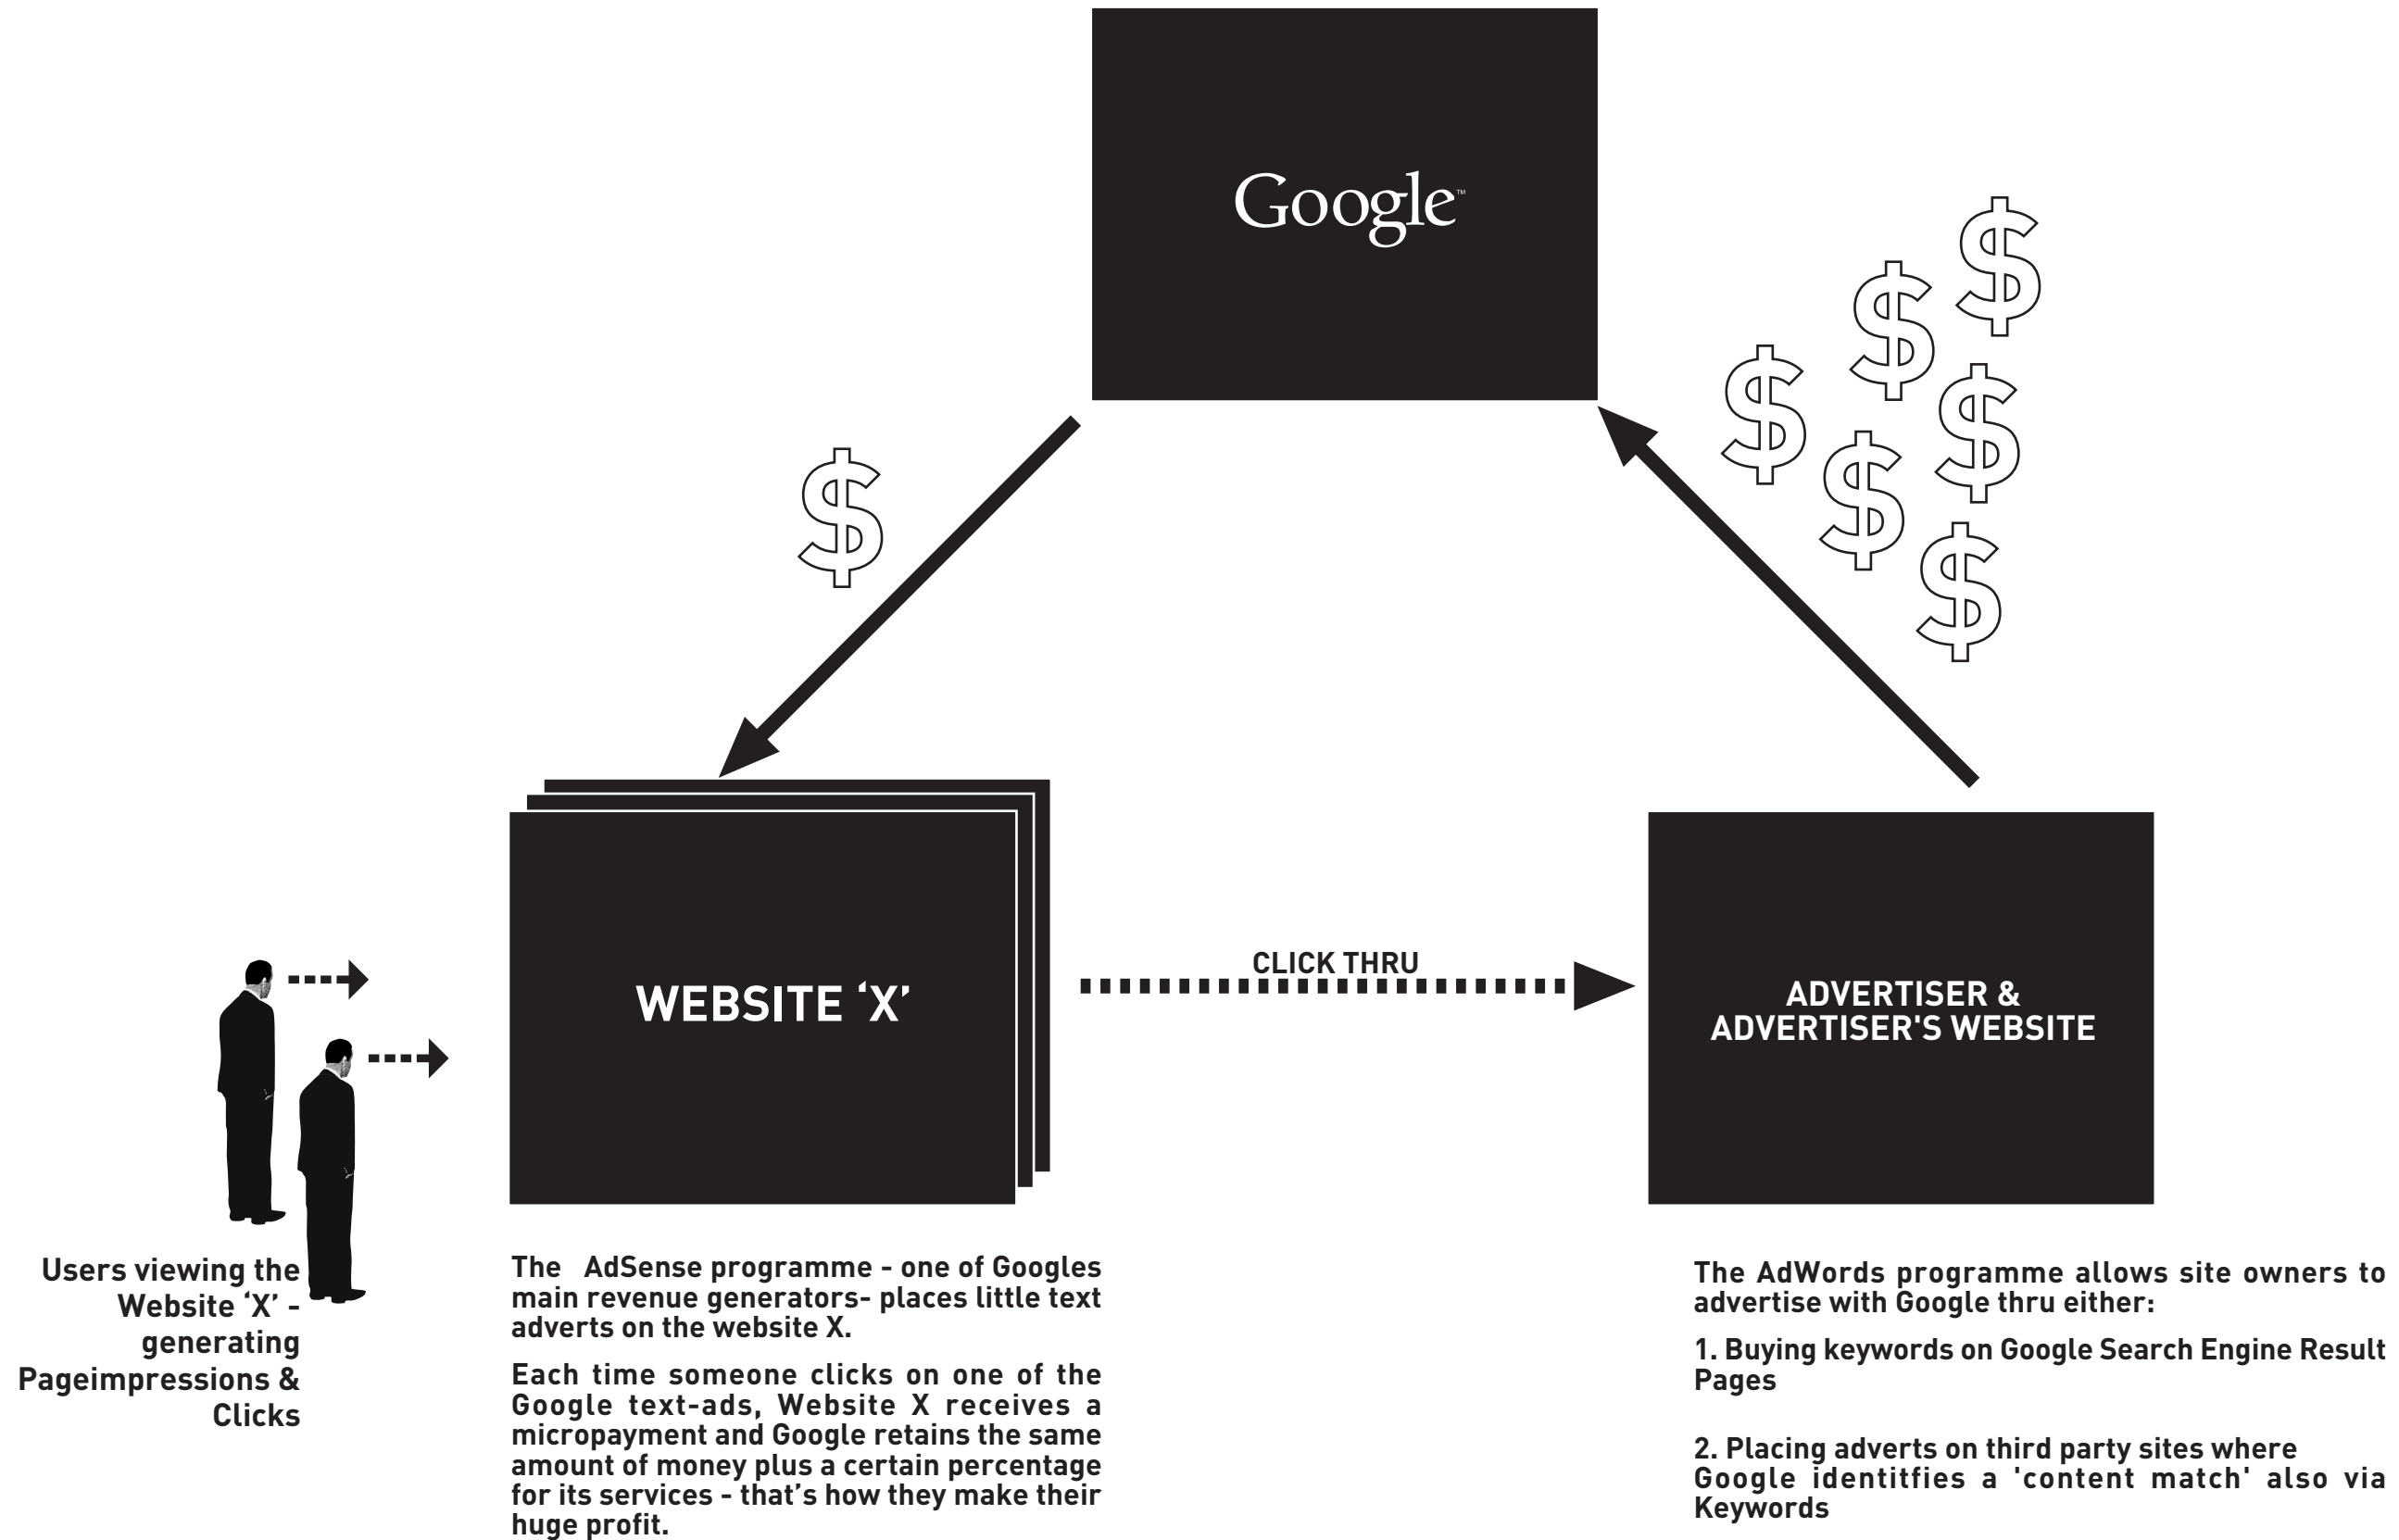 Google™
CLICK THRU
WEBSITE ‘X’
ADVERTISER &
ADVERTISER'S WEBSITE
Users viewing the
Website ‘X’ -
generating
Pageimpressions &
Clicks
The AdSense programme - one of Googles
main revenue generators- places little text
adverts on the website X.
Each time someone clicks on one of the
Google text-ads, Website X receives a
micropayment and Google retains the same
amount of money plus a certain percentage
for its services - that’s how they make their
huge profit.
The AdWords programme allows site owners to
advertise with Google thru either:
1. Buying keywords on Google Search Engine Result
Pages
2. Placing adverts on third party sites where
Google identitfies a 'content match' also via
Keywords
$
$
$
$
$
$
$